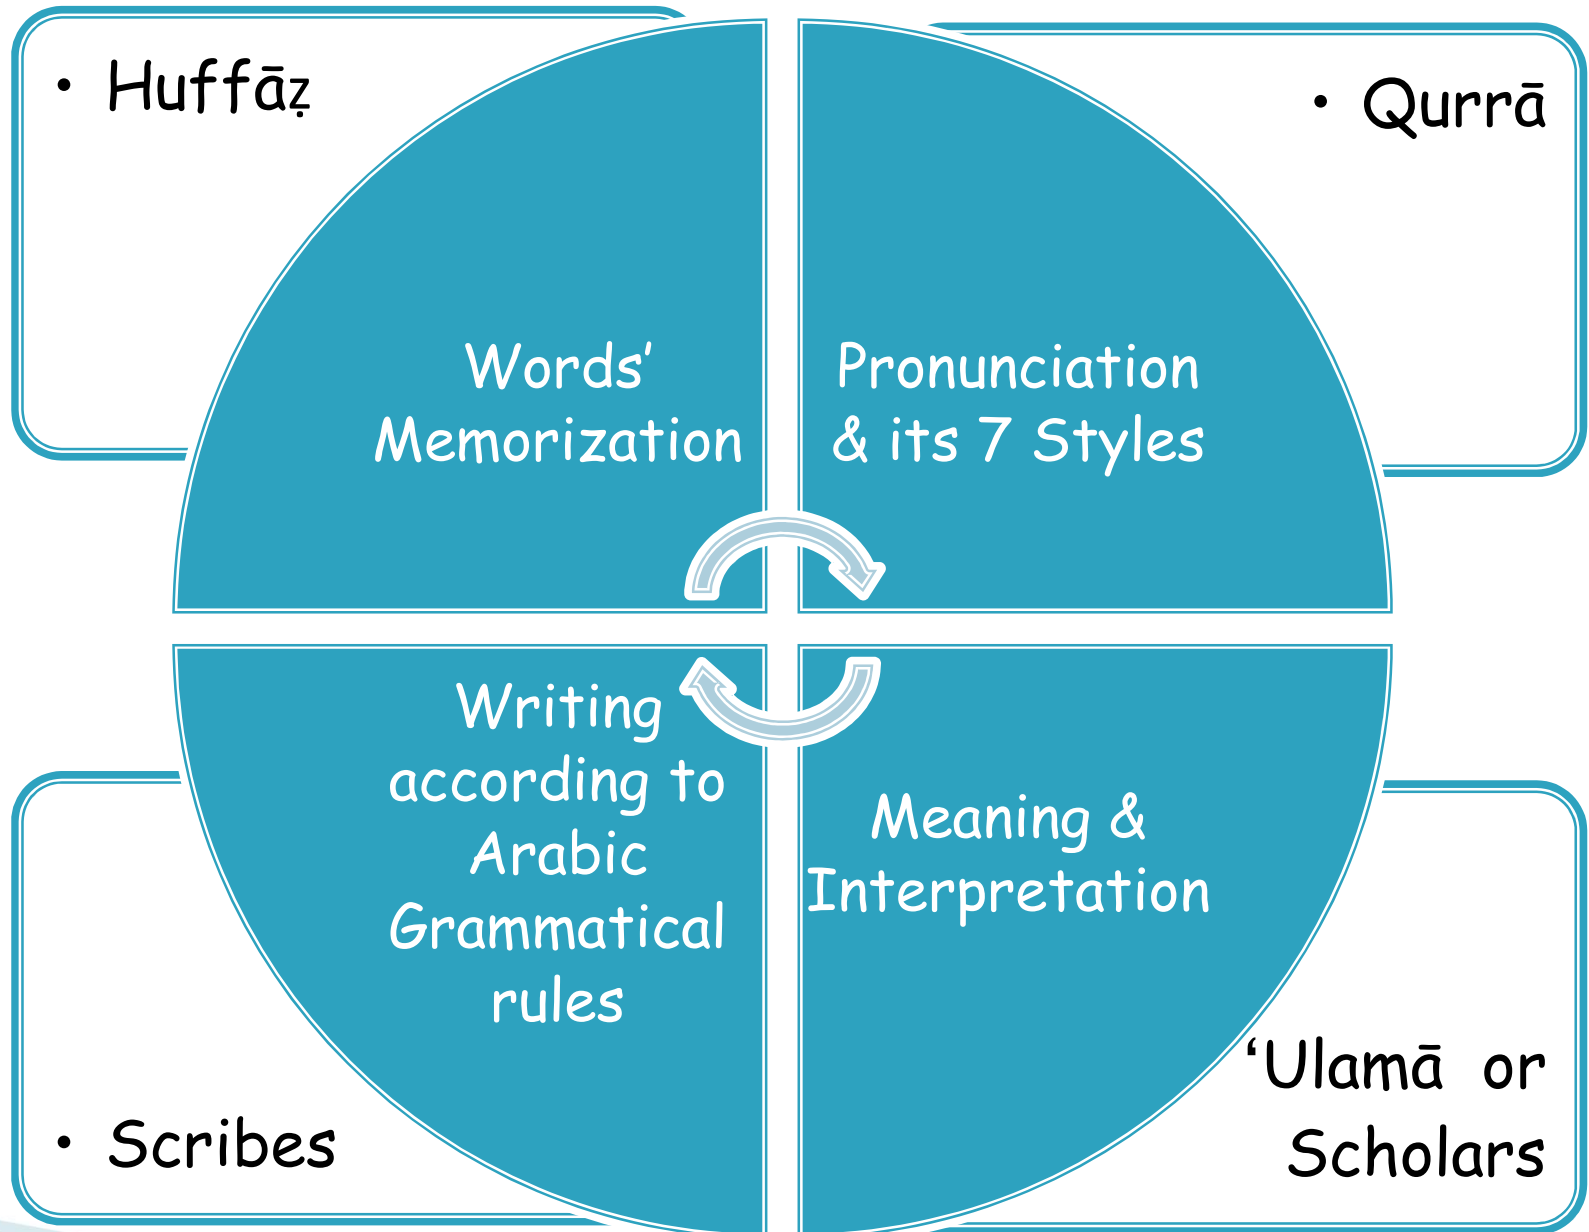 • Huffāẓ
• Qurrā
Words’
Memorization
Pronunciation
& its 7 Styles
Writing
according to
Arabic
Grammatical
rules
Meaning &
Interpretation
• Scribes
‘Ulamā or
Scholars